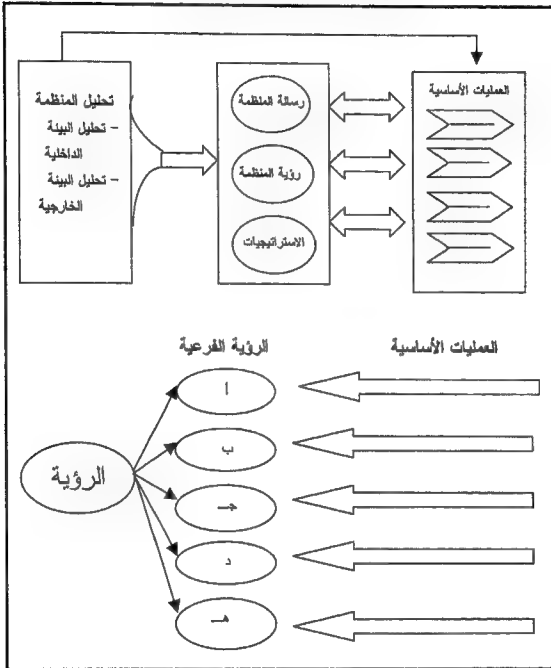 العمليات الأساسية
رسالة المنظمة
رؤية المنظمة
الاستراتيجيات
تحليل المنظمة
- تحليل البيئة
الداخلية
- تحليل البيئة
الخارجية
العمليات الأساسية
الرؤية الفرعية
الرؤية
أ
ب
جـ
د
هـ